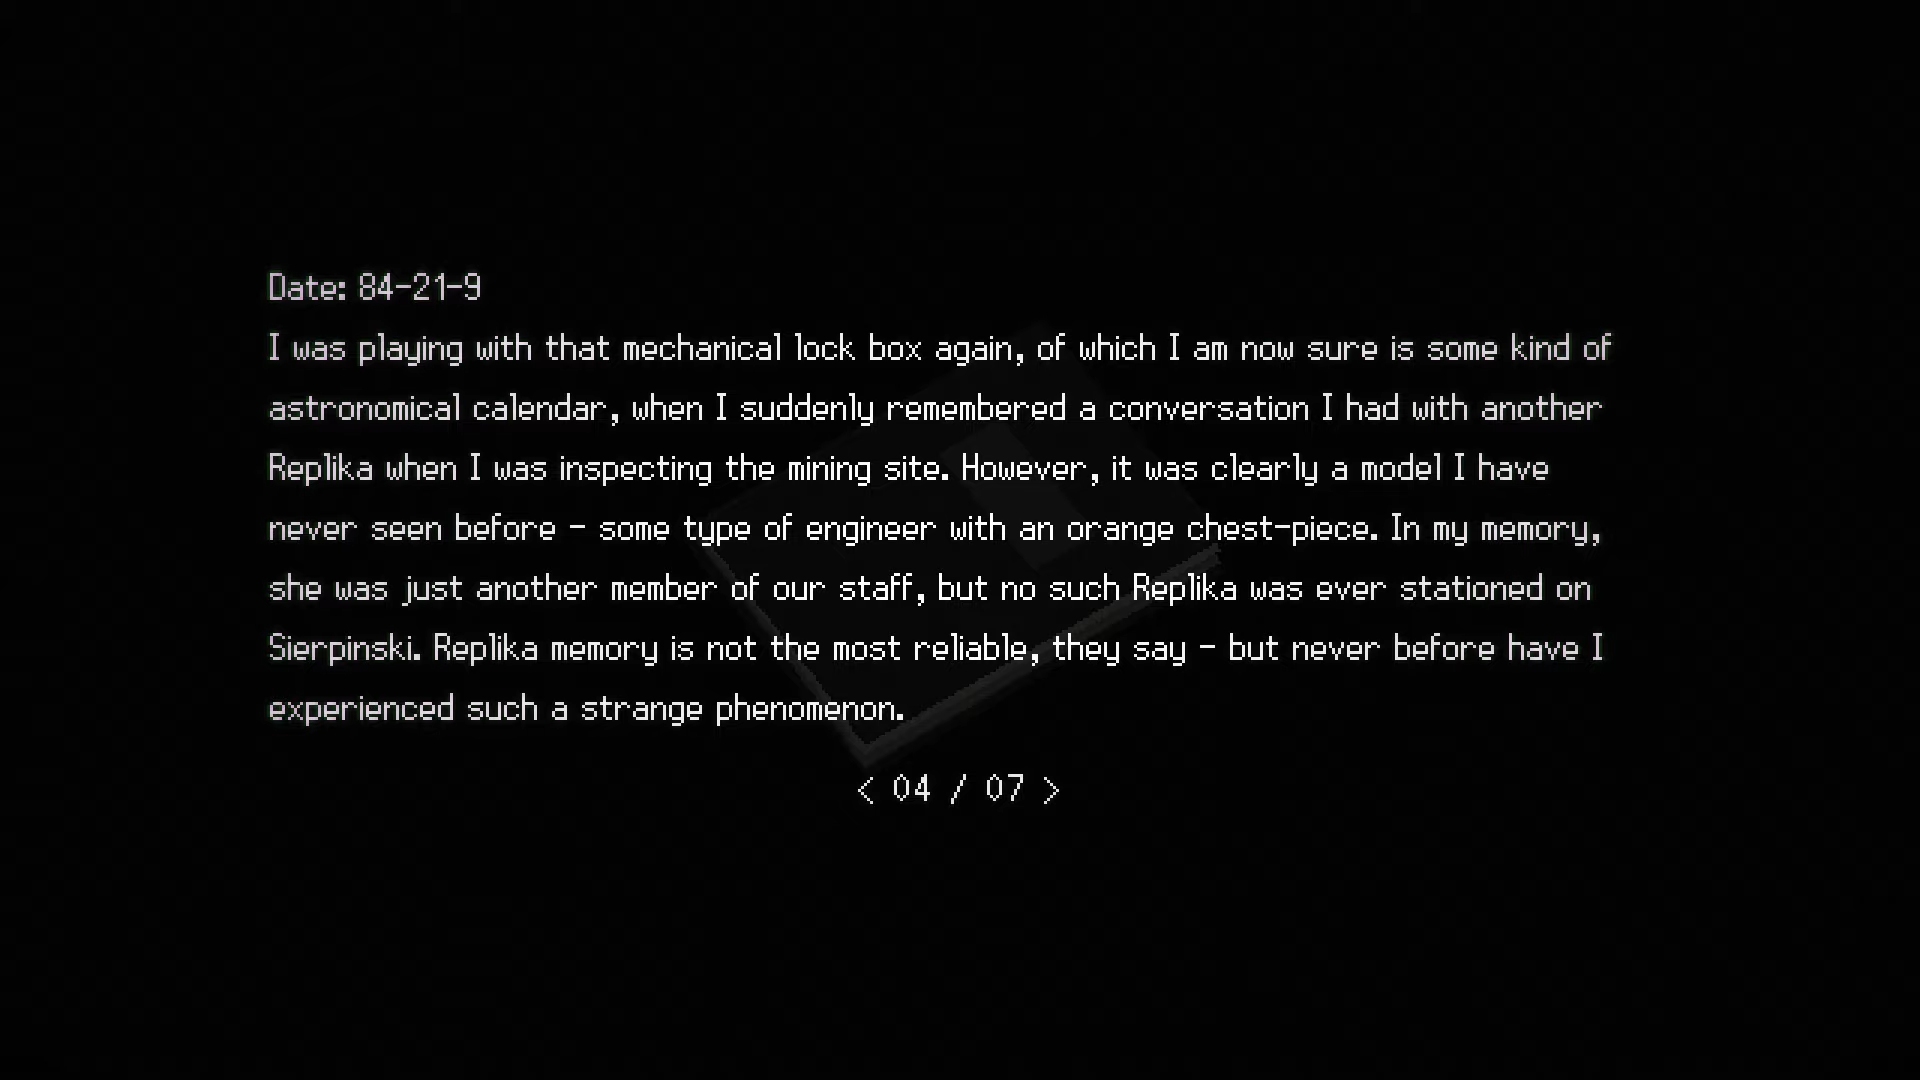 Date: 84-21-9
I was playing with that mechanical lock box again, of which I am now sure is some kind of
astronomical calendar, when I suddenly remembered a conversation I had with another
Replika when I was inspecting the mining site. However, it was clearly a model I have
never seen before - some type of engineer with an orange chest-piece. In my memory,
she was just another member of our staff, but no such Replika was ever stationed on
Sierpinski. Replika memory is not the most reliable, they say - but never before have I
experienced such a strange phenomenon.
< 04 / 07 >